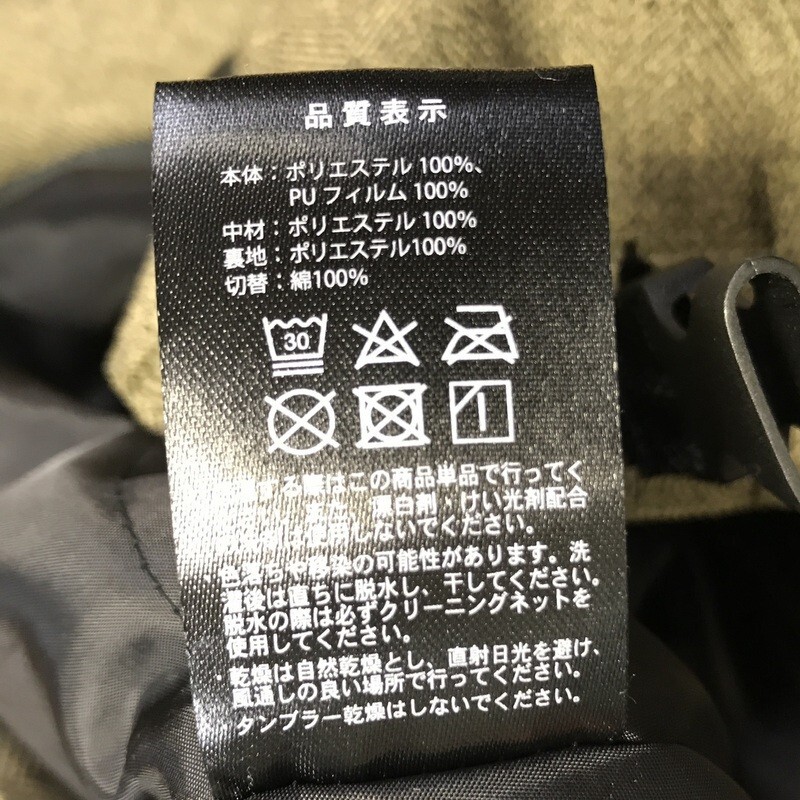 品質表示
本体：ポリエステル 100%、
PU フィルム 100%
中材：ポリエステル 100%
裏地：ポリエステル100%
切替：綿100%
30
する際はこの商品単品で行ってく
また、漂白剤・けい光剤配合
使用しないでください。
・色落ちや移染の可能性があります。洗
濯後は直ちに脱水し、干してください。
脱水の際は必ずクリーニングネットを
使用してください。
・乾燥は自然乾燥とし、直射日光を避け、
風通しの良い場所で行ってください。
タンブラー乾燥はしないでください。